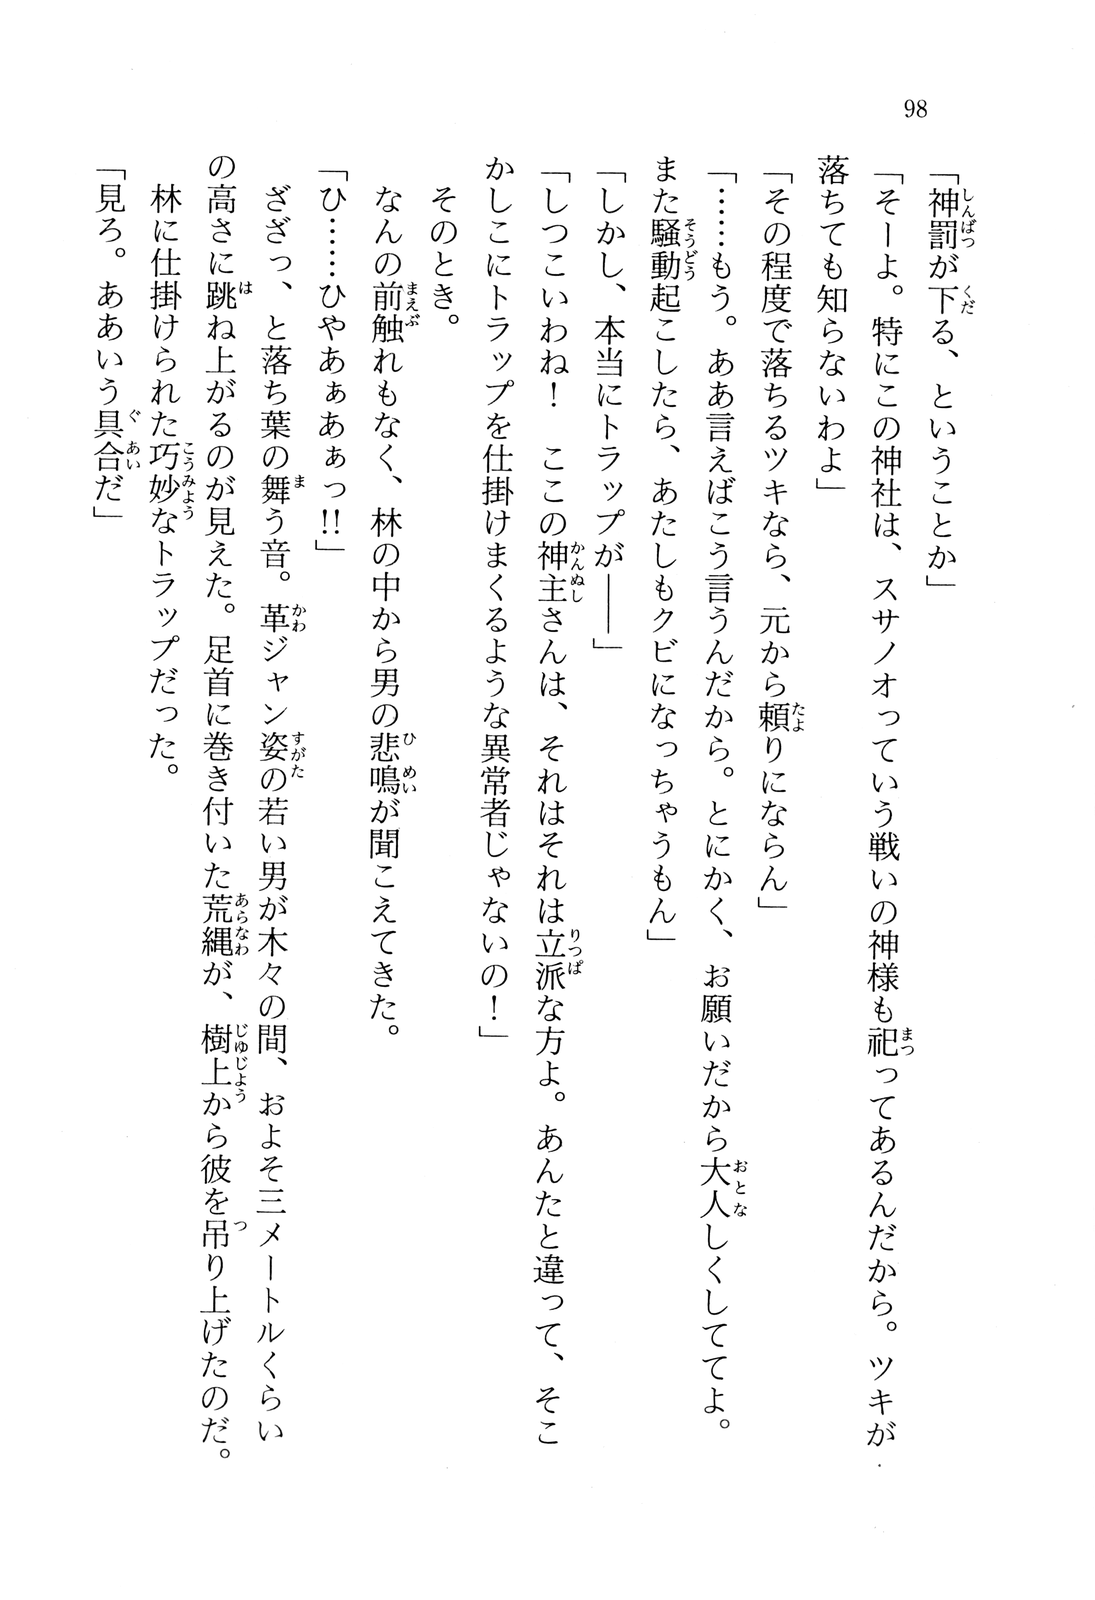 98
「神罰が下る、ということか」
「そーよ。特にこの神社は、スサノオっていう戦いの神様も祀ってあるんだから。ツキが
落ちても知らないわよ」
「その程度で落ちるツキなら、元から頼りにならん」
「……もう。ああ言えばこう言うんだから。とにかく、お願いだから大人しくしててよ。
また騒動起こしたら、あたしもクビになっちゃうもん」
「しかし、本当にトラップが――」
「しつこいわね！　ここの神主さんは、それはそれは立派な方よ。あんたと違って、そこ
かしこにトラップを仕掛けまくるような異常者じゃないの！」
　そのとき。
　なんの前触れもなく、林の中から男の悲鳴が聞こえてきた。
「ひ……ひやあぁあぁっ!!」
　ざざっ、と落ち葉の舞う音。革ジャン姿の若い男が木々の間、およそ三メートルくらい
の高さに跳ね上がるのが見えた。足首に巻き付いた荒縄が、樹上から彼を吊り上げたのだ。
　林に仕掛けられた巧妙なトラップだった。
「見ろ。ああいう具合だ」